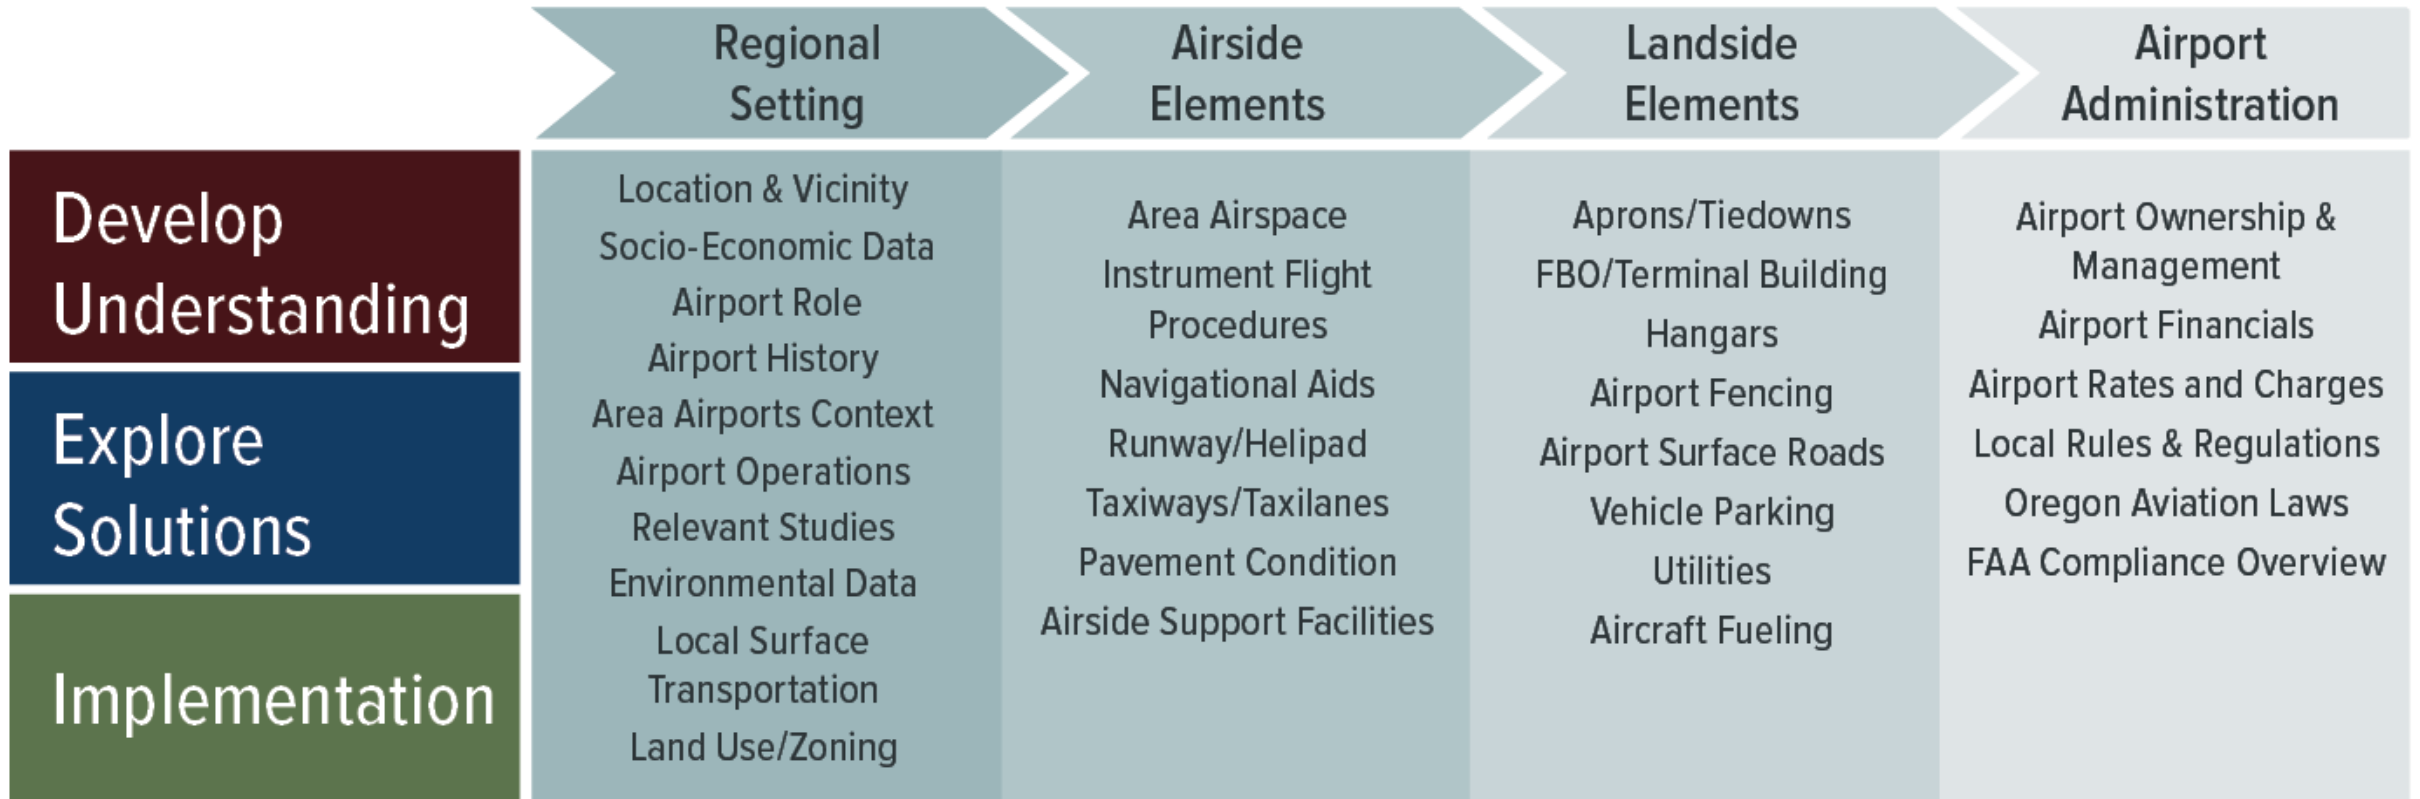 Regional
Setting
Airside
Elements
Landside
Elements
Airport
Administration
Develop
Understanding
Explore
Solutions
Implementation
Location & Vicinity
Socio-Economic Data
Airport Role
Airport History
Area Airports Context
Airport Operations
Relevant Studies
Environmental Data
Local Surface
Transportation
Land Use/Zoning
Area Airspace
Instrument Flight
Procedures
Navigational Aids
Runway/Helipad
Taxiways/Taxilanes
Pavement Condition
Airside Support Facilities
Aprons/Tiedowns
FBO/Terminal Building
Hangars
Airport Fencing
Airport Surface Roads
Vehicle Parking
Utilities
Aircraft Fueling
Airport Ownership &
Management
Airport Financials
Airport Rates and Charges
Local Rules & Regulations
Oregon Aviation Laws
FAA Compliance Overview